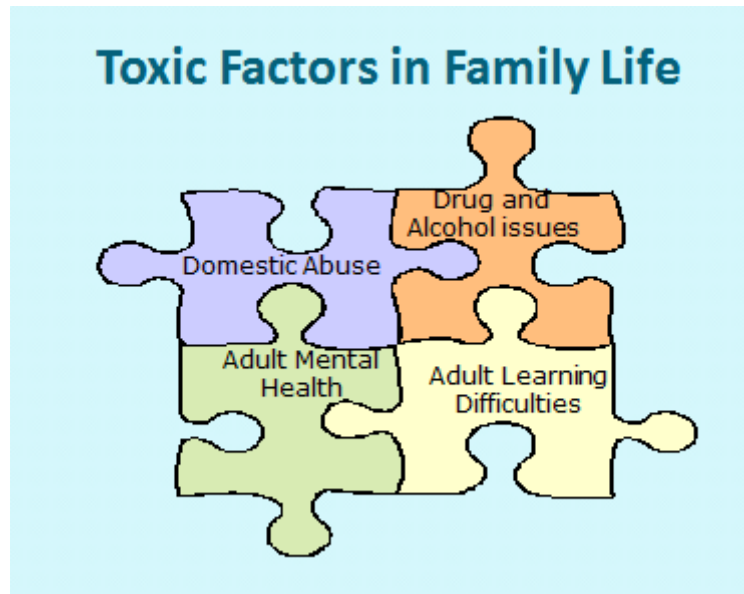 Toxic Factors in Family Life
Drug and
Alcohol issues
Domestic Abuse
Adult Mental
Health
Adult Learning
Difficulties